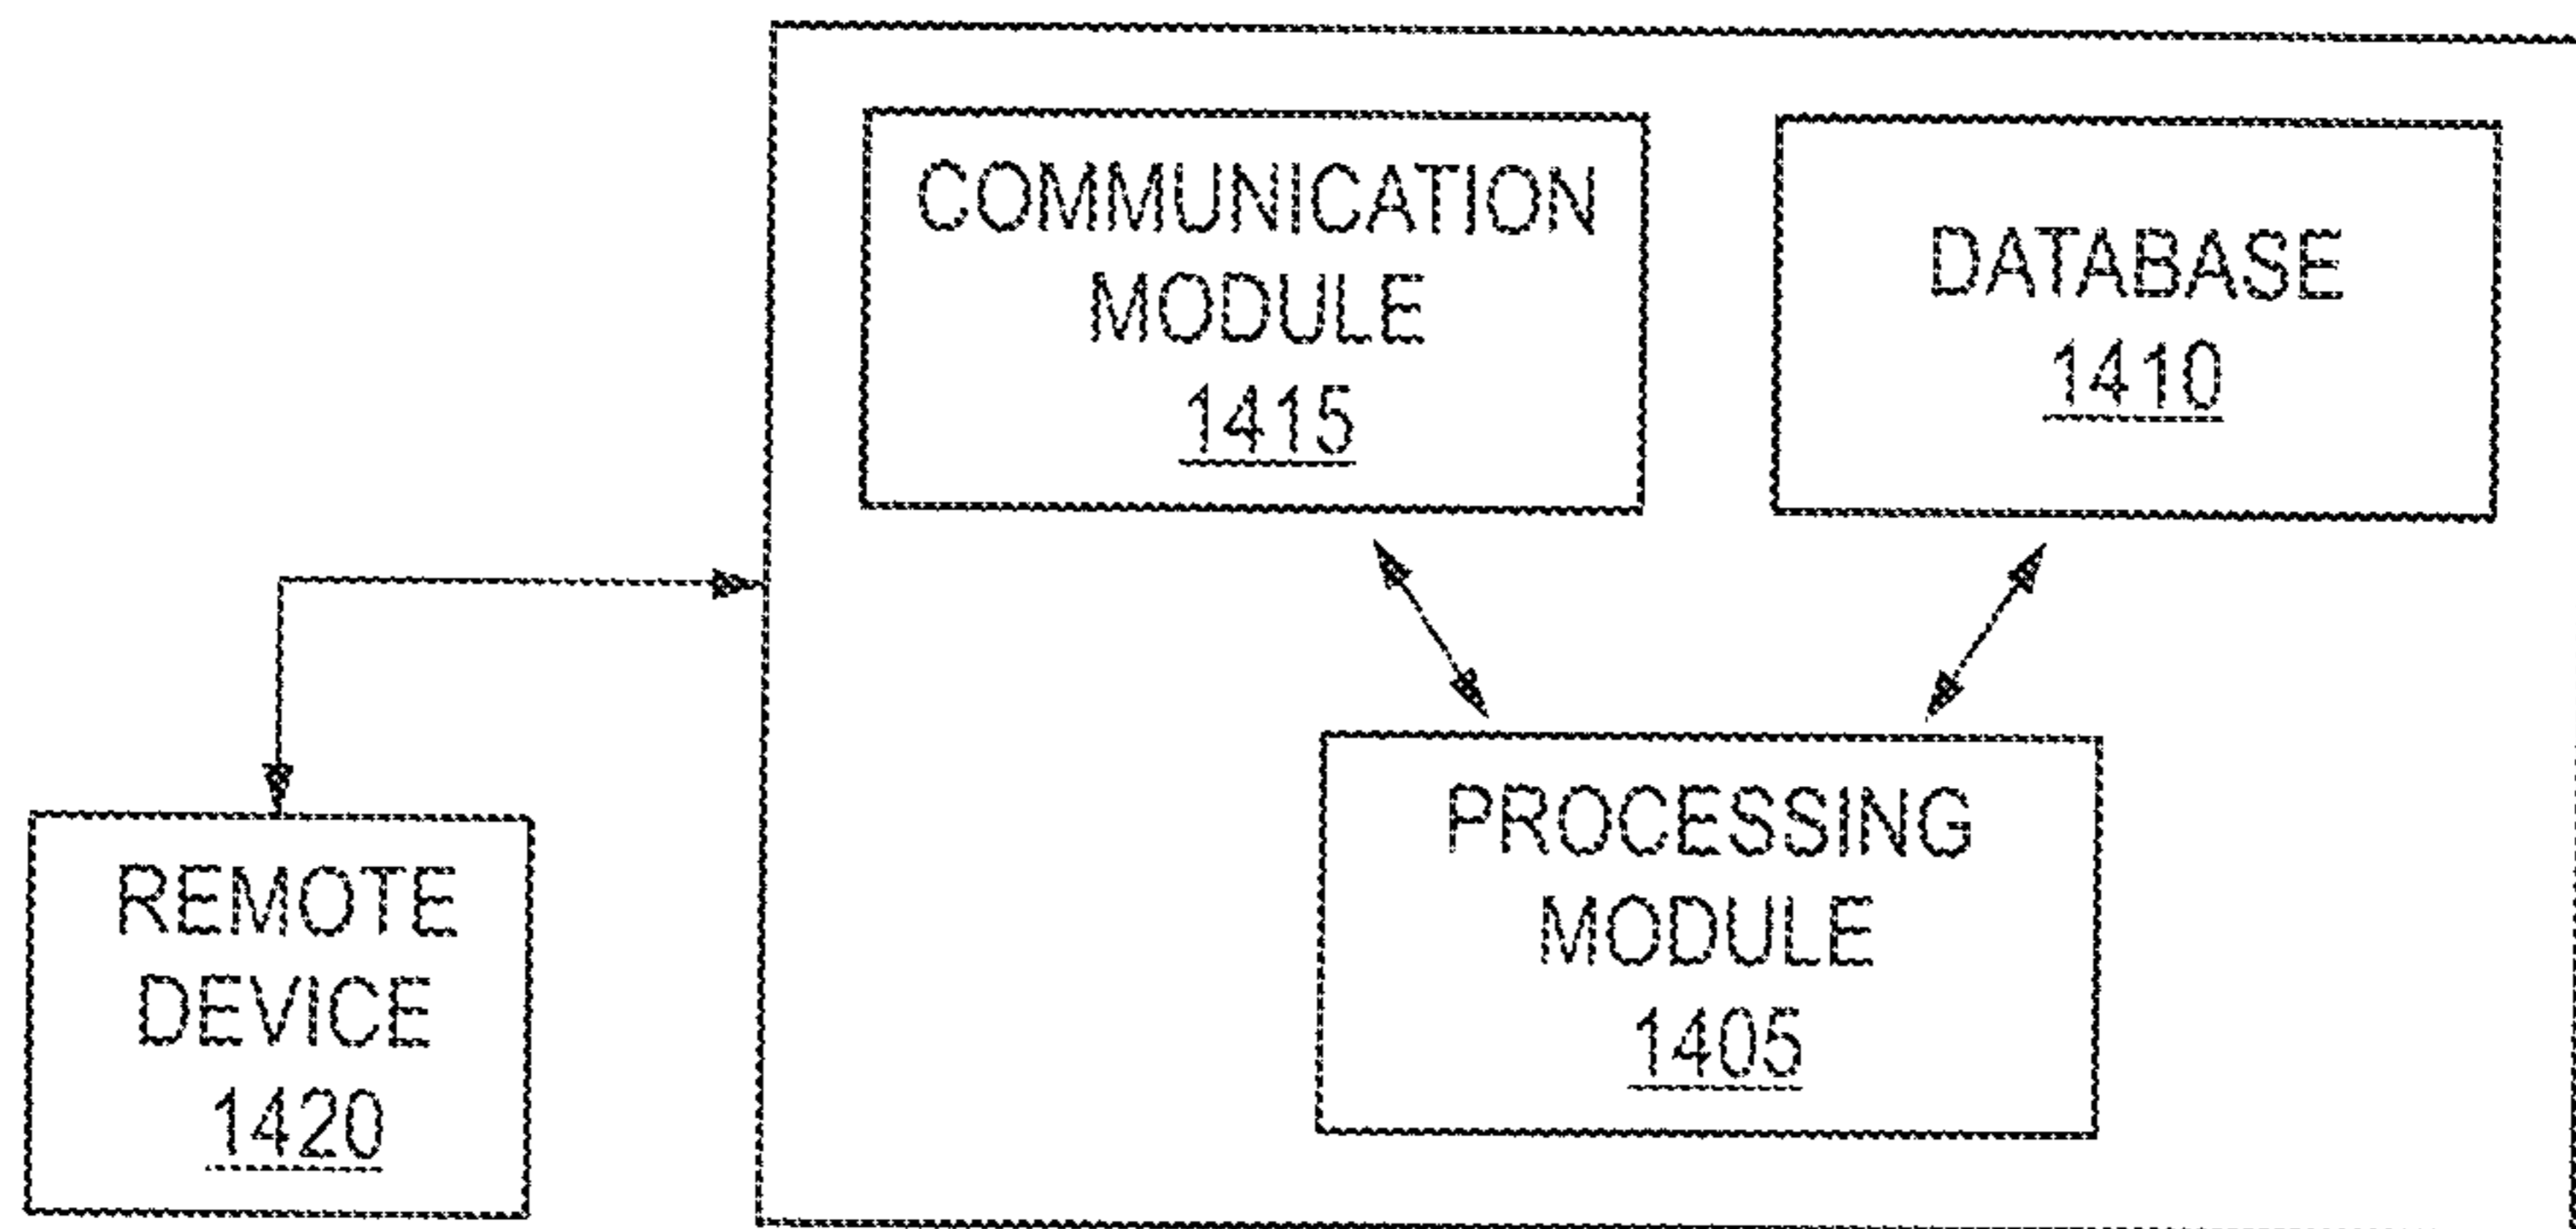 COMMUNICATION
MODULE
1415
DATABASE
1410
PROCESSING
MODULE
1405
REMOTE
DEVICE
1420